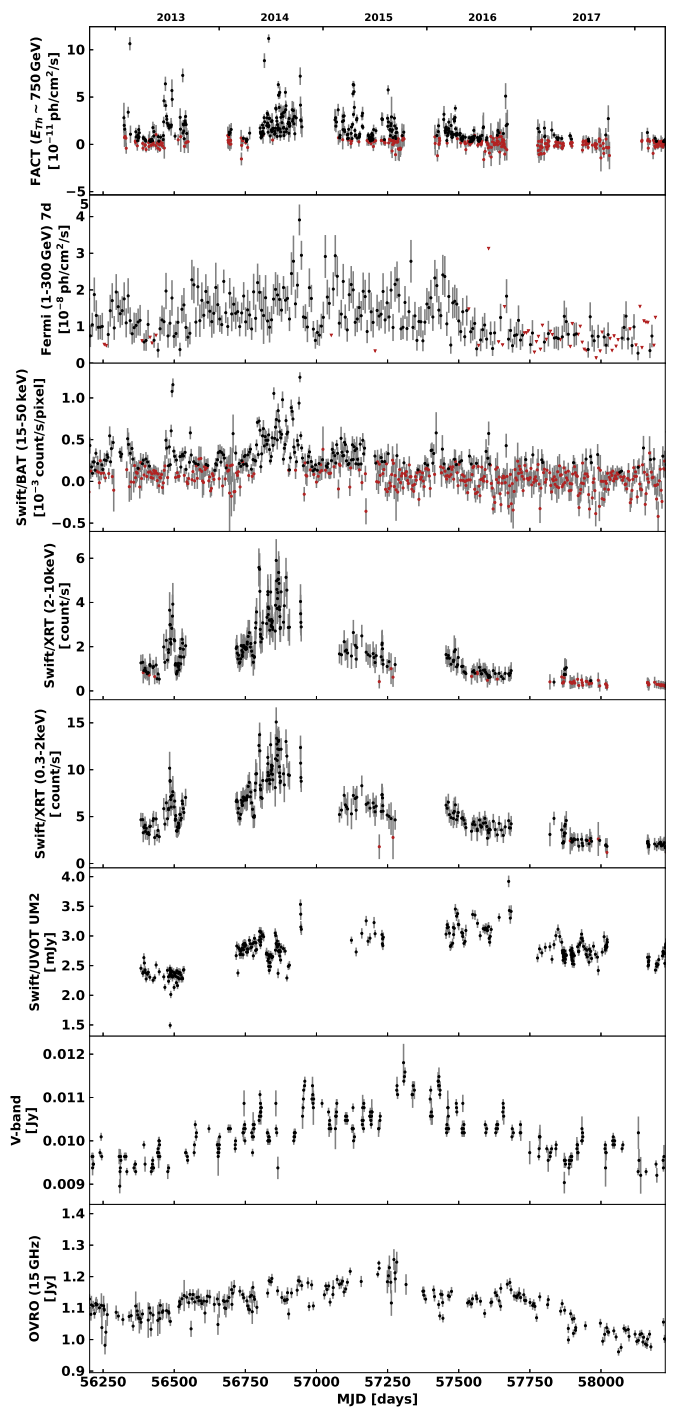 2013 2014 2015 2016 2017
FACT (E_Th ~ 750 GeV)
[10⁻¹¹ ph/cm²/s]
10
5
0
−5
Fermi (1-300 GeV) 7d
[10⁻⁸ ph/cm²/s]
5
4
3
2
1
0
Swift/BAT (15-50 keV)
[10⁻³ count/s/pixel]
1.0
0.5
0.0
−0.5
Swift/XRT (2-10keV)
[count/s]
6
4
2
0
Swift/XRT (0.3-2keV)
[count/s]
15
10
5
0
Swift/UVOT UM2
[mJy]
4.0
3.5
3.0
2.5
2.0
1.5
V-band
[Jy]
0.012
0.011
0.010
0.009
OVRO (15 GHz)
[Jy]
1.4
1.3
1.2
1.1
1.0
0.9
56250 56500 56750 57000 57250 57500 57750 58000
MJD [days]